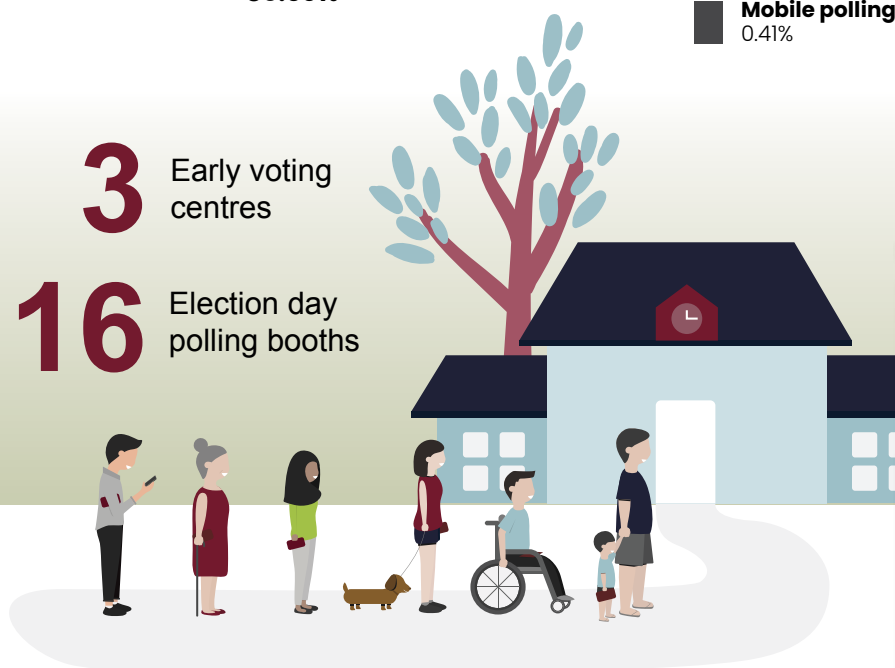 Mobile polling
0.41%
3
Early voting
centres
16
Election day
polling booths